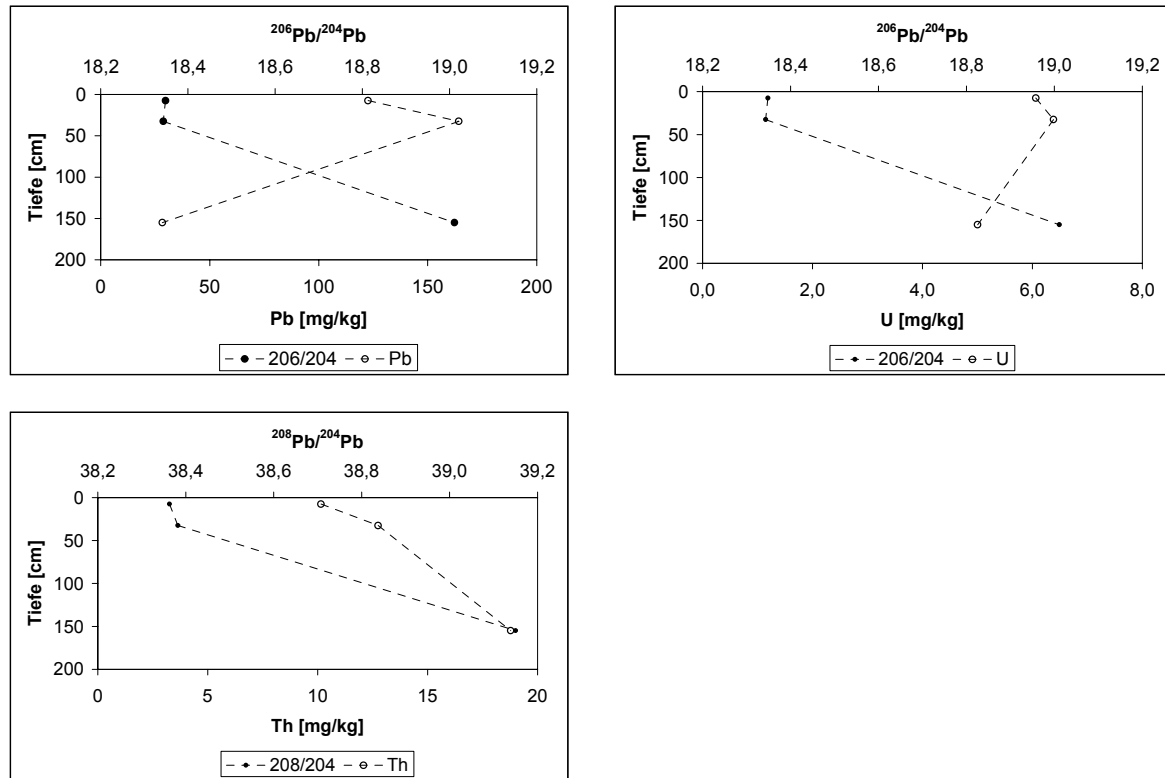 ²⁰⁶Pb/²⁰⁴Pb
18,2 18,4 18,6 18,8 19,0 19,2
0
50
100
150
200
Tiefe [cm]
0 50 100 150 200
Pb [mg/kg]
206/204 Pb
²⁰⁶Pb/²⁰⁴Pb
18,2 18,4 18,6 18,8 19,0 19,2
0
50
100
150
200
Tiefe [cm]
0,0 2,0 4,0 6,0 8,0
U [mg/kg]
206/204 U
²⁰⁸Pb/²⁰⁴Pb
38,2 38,4 38,6 38,8 39,0 39,2
0
50
100
150
200
Tiefe [cm]
0 5 10 15 20
Th [mg/kg]
208/204 Th